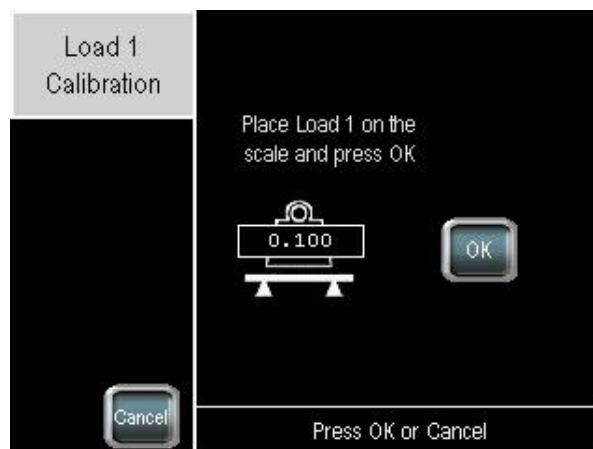 Load 1
Calibration
Place Load 1 on the
scale and press OK
0.100
OK
Cancel
Press OK or Cancel